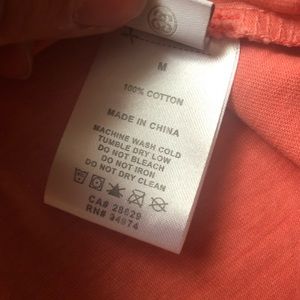 M
100% COTTON
MADE IN CHINA
MACHINE WASH COLD
TUMBLE DRY LOW
DO NOT BLEACH
DO NOT IRON
DO NOT DRY CLEAN
CA# 28629
RN# 94974